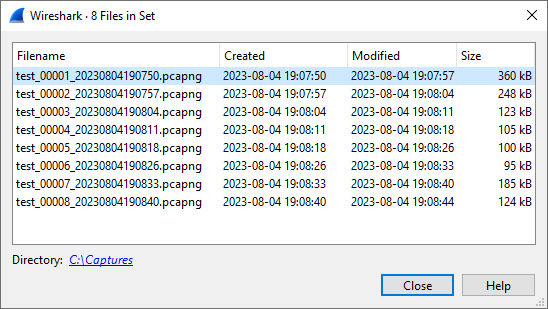 Wireshark · 8 Files in Set
Filename Created Modified Size
test_00001_20230804190750.pcapng 2023-08-04 19:07:50 2023-08-04 19:07:57 360 kB
test_00002_20230804190757.pcapng 2023-08-04 19:07:57 2023-08-04 19:08:04 248 kB
test_00003_20230804190804.pcapng 2023-08-04 19:08:04 2023-08-04 19:08:11 123 kB
test_00004_20230804190811.pcapng 2023-08-04 19:08:11 2023-08-04 19:08:18 105 kB
test_00005_20230804190818.pcapng 2023-08-04 19:08:18 2023-08-04 19:08:26 100 kB
test_00006_20230804190826.pcapng 2023-08-04 19:08:26 2023-08-04 19:08:33 95 kB
test_00007_20230804190833.pcapng 2023-08-04 19:08:33 2023-08-04 19:08:40 185 kB
test_00008_20230804190840.pcapng 2023-08-04 19:08:40 2023-08-04 19:08:44 124 kB
Directory: C:\Captures
Close Help